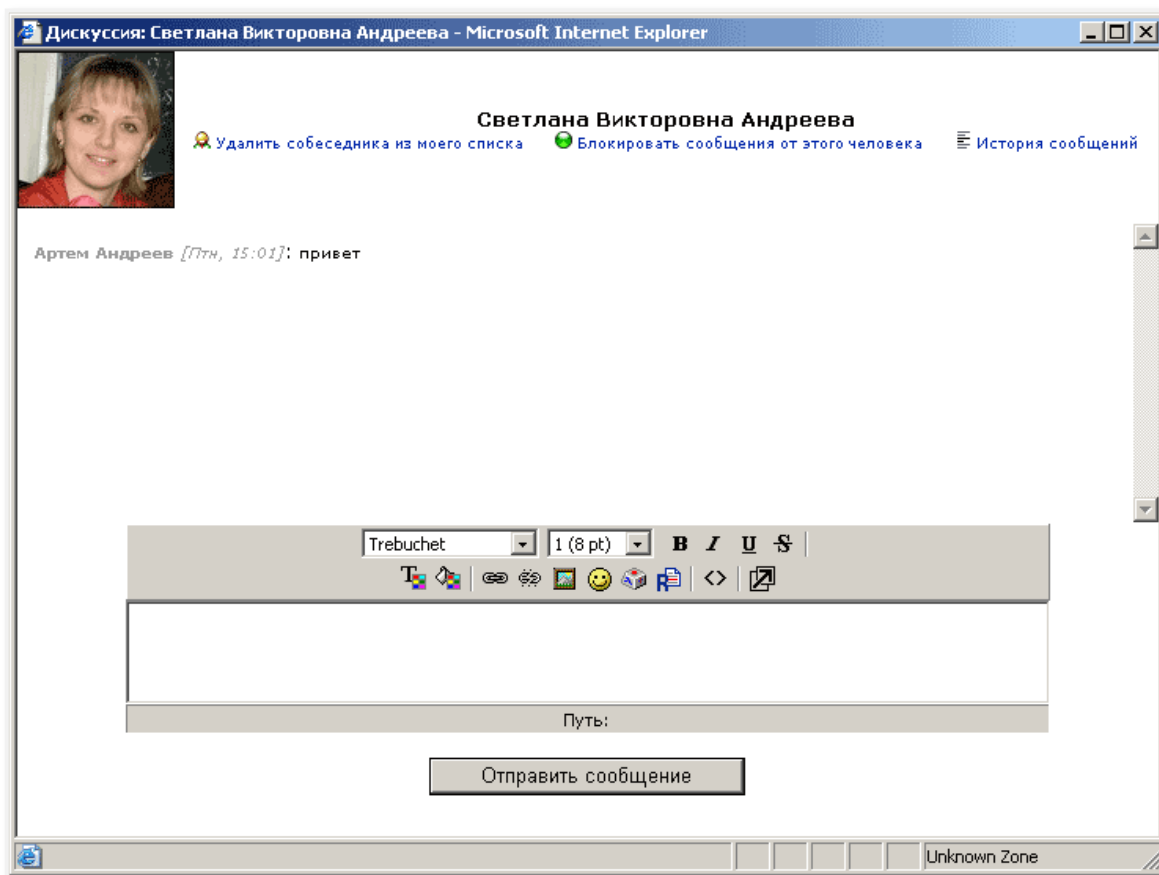 Дискуссия: Светлана Викторовна Андреева - Microsoft Internet Explorer
Светлана Викторовна Андреева
Удалить собеседника из моего списка Блокировать сообщения от этого человека История сообщений
Артем Андреев [Птн, 15:01]: привет
Trebuchet 1 (8 pt) B I U S
Путь:
Отправить сообщение
Unknown Zone